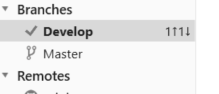 Branches
Develop 1↑1↓
Master
Remotes